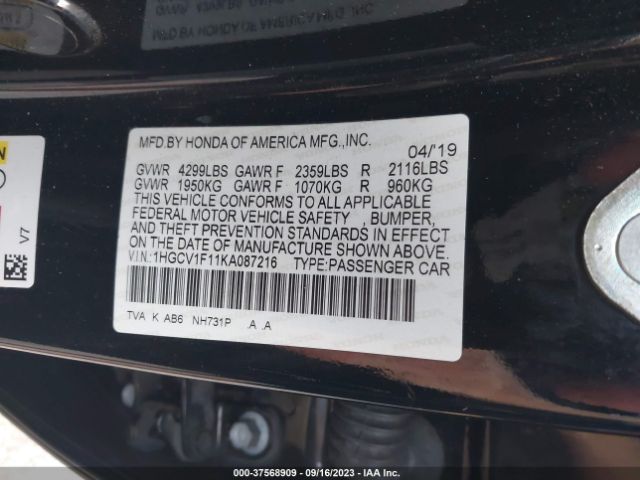 MFD.BY HONDA OF AMERICA MFG.,INC.
04/19
GVWR 4299LBS GAWR F 2359LBS R 2116LBS
GVWR 1950KG GAWR F 1070KG R 960KG
THIS VEHICLE CONFORMS TO ALL APPLICABLE
FEDERAL MOTOR VEHICLE SAFETY , BUMPER,
AND THEFT PREVENTION STANDARDS IN EFFECT
ON THE DATE OF MANUFACTURE SHOWN ABOVE.
V.I.N.:1HGCV1F11KA087216 TYPE:PASSENGER CAR
TVA K AB6 NH731P .A .A
V7
000-37568909 - 09/16/2023 - IAA Inc.